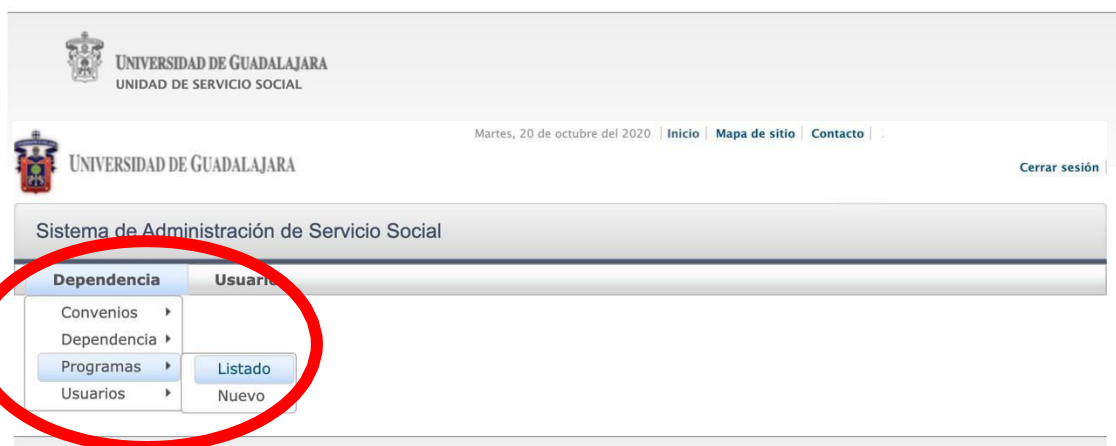 UNIVERSIDAD DE GUADALAJARA
UNIDAD DE SERVICIO SOCIAL
Martes, 20 de octubre del 2020 | Inicio | Mapa de sitio | Contacto | .
UNIVERSIDAD DE GUADALAJARA
Cerrar sesión |
Sistema de Administración de Servicio Social
Dependencia Usuario
Convenios
Dependencia
Programas Listado
Usuarios Nuevo